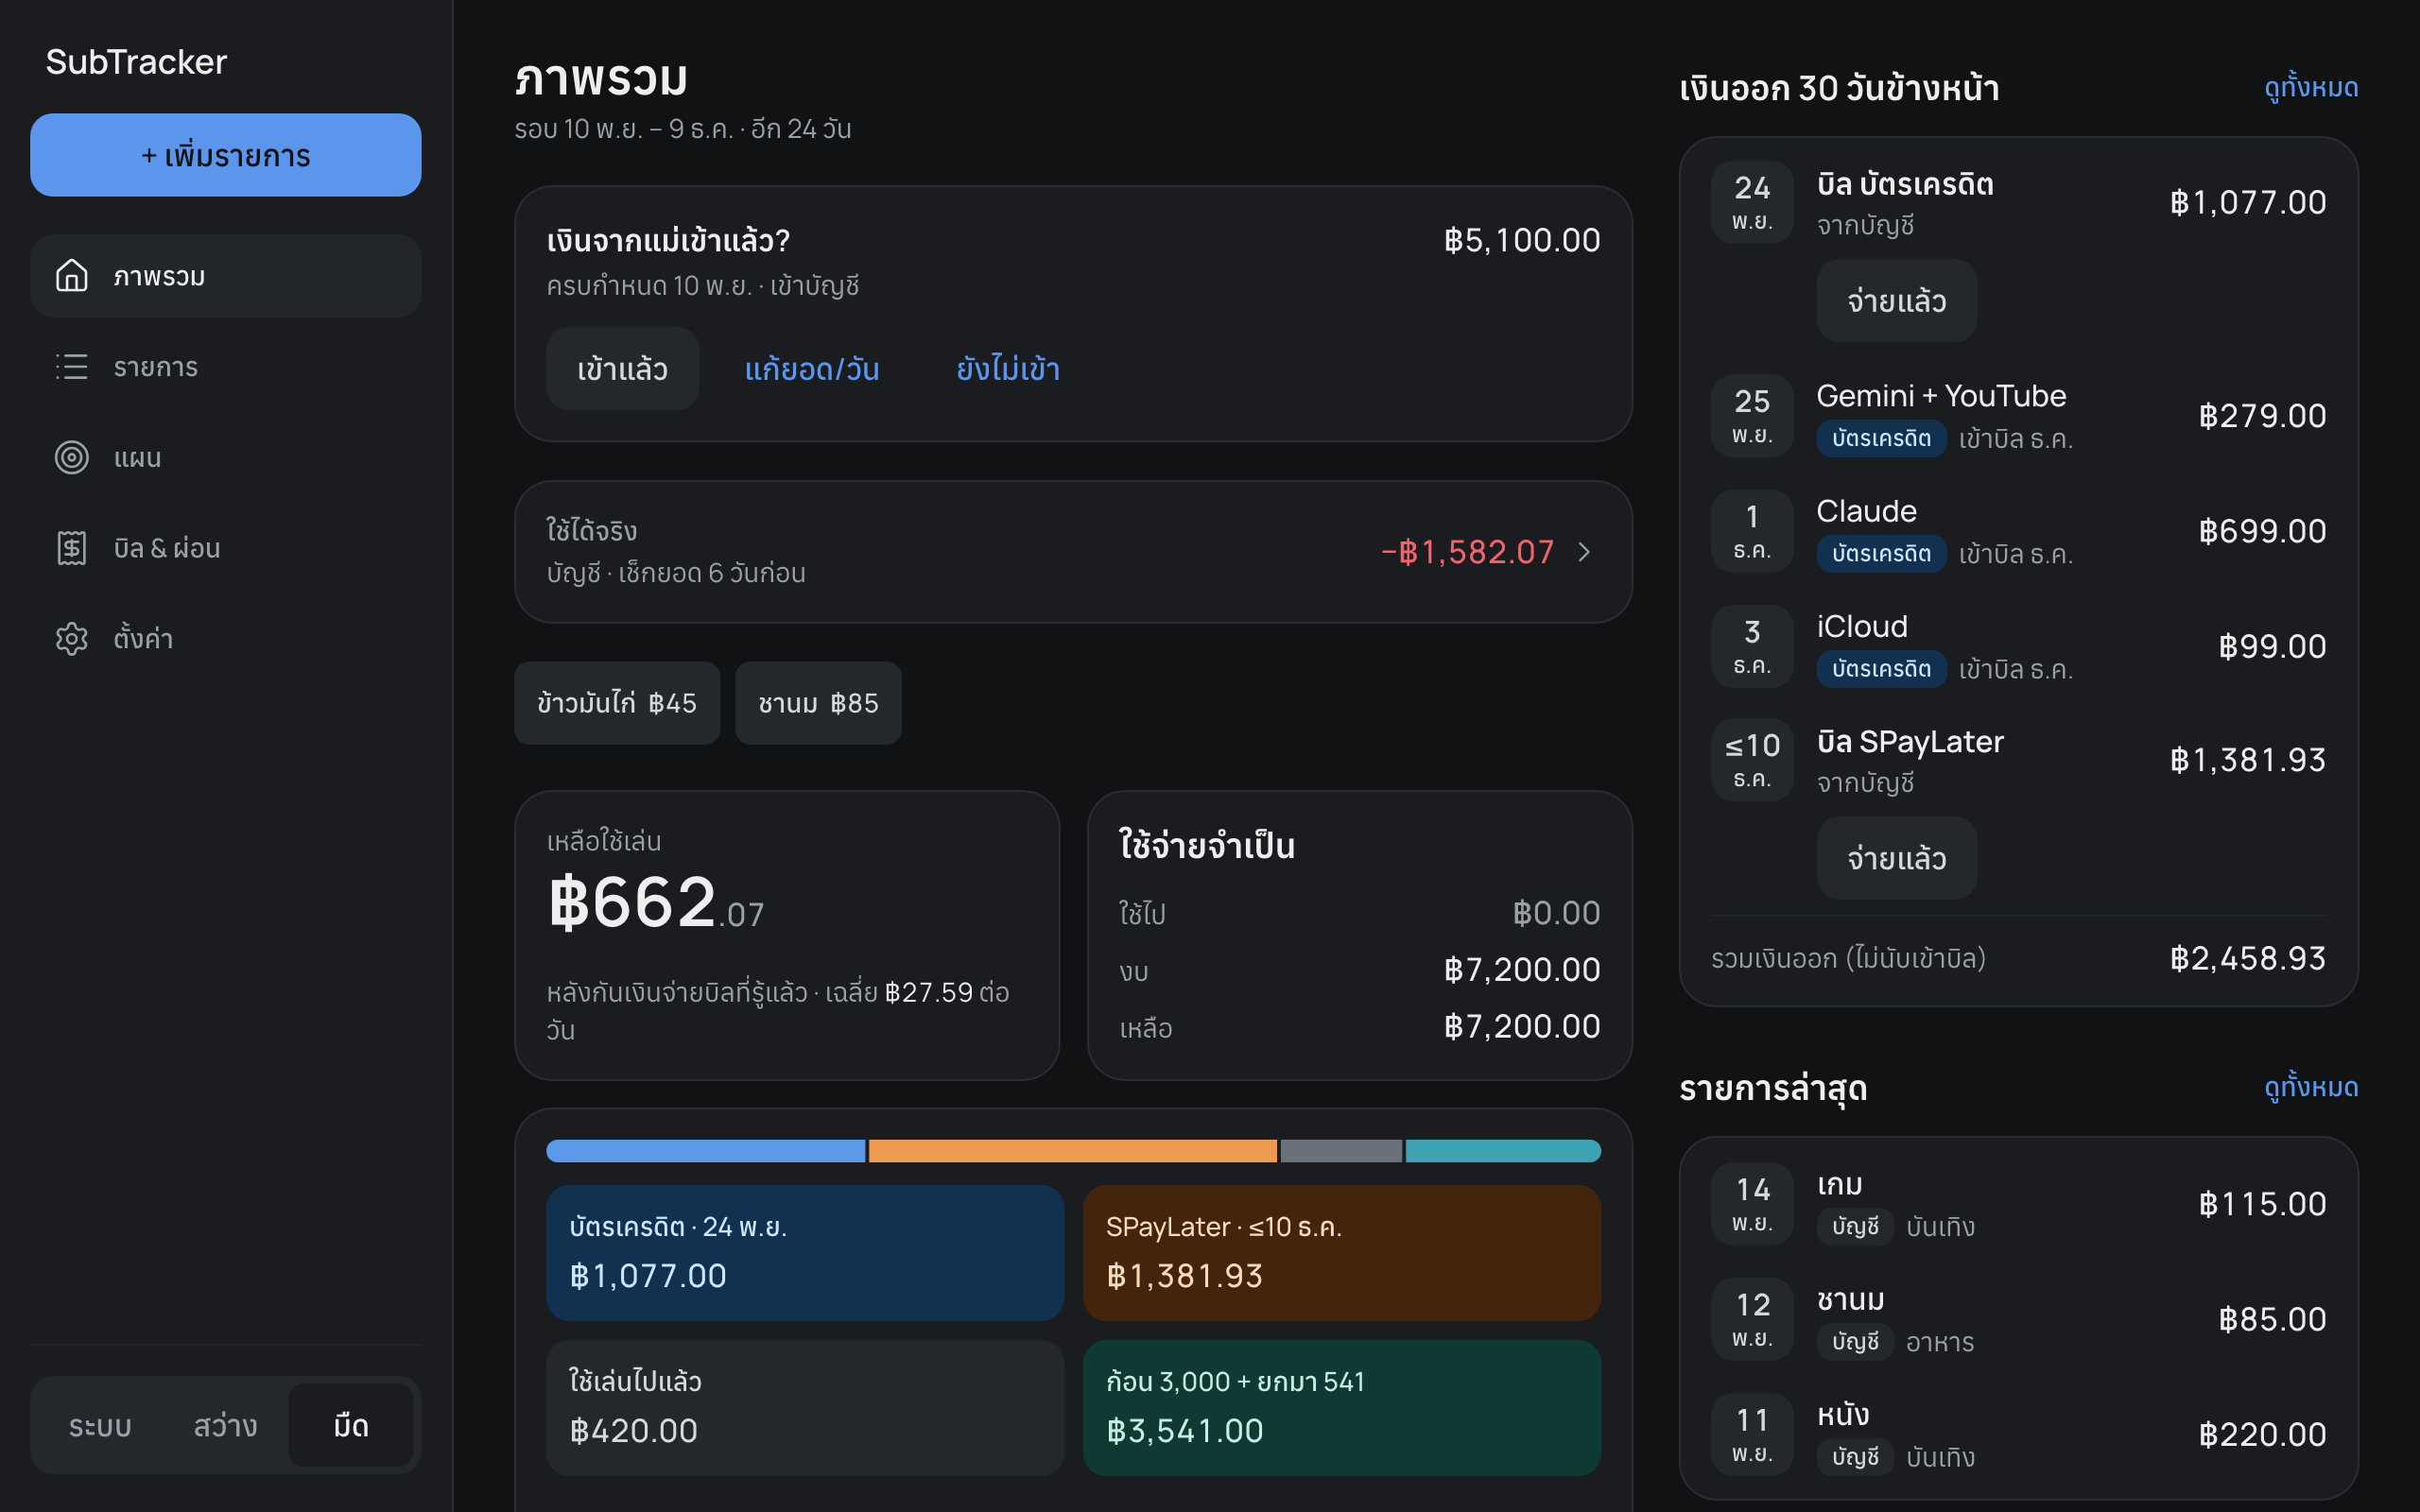 SubTracker
+ เพิ่มรายการ
ภาพรวม
รายการ
แผน
บิล & ผ่อน
ตั้งค่า
ระบบ สว่าง มืด
ภาพรวม
รอบ 10 พ.ย. – 9 ธ.ค. · อีก 24 วัน
เงินจากแม่เข้าแล้ว? ฿5,100.00
ครบกำหนด 10 พ.ย. · เข้าบัญชี
เข้าแล้ว แก้ยอด/วัน ยังไม่เข้า
ใช้ได้จริง
บัญชี · เช็กยอด 6 วันก่อน
−฿1,582.07
ข้าวมันไก่ ฿45 ชานม ฿85
เหลือใช้เล่น
฿662.07
หลังกันเงินจ่ายบิลที่รู้แล้ว · เฉลี่ย ฿27.59 ต่อ
วัน
ใช้จ่ายจำเป็น
ใช้ไป ฿0.00
งบ ฿7,200.00
เหลือ ฿7,200.00
บัตรเครดิต · 24 พ.ย.
฿1,077.00
SPayLater · ≤10 ธ.ค.
฿1,381.93
ใช้เล่นไปแล้ว
฿420.00
ก้อน 3,000 + ยกมา 541
฿3,541.00
เงินออก 30 วันข้างหน้า ดูทั้งหมด
24 พ.ย.
บิล บัตรเครดิต ฿1,077.00
จากบัญชี
จ่ายแล้ว
25 พ.ย.
Gemini + YouTube ฿279.00
บัตรเครดิต เข้าบิล ธ.ค.
1 ธ.ค.
Claude ฿699.00
บัตรเครดิต เข้าบิล ธ.ค.
3 ธ.ค.
iCloud ฿99.00
บัตรเครดิต เข้าบิล ธ.ค.
≤10 ธ.ค.
บิล SPayLater ฿1,381.93
จากบัญชี
จ่ายแล้ว
รวมเงินออก (ไม่นับเข้าบิล) ฿2,458.93
รายการล่าสุด ดูทั้งหมด
14 พ.ย.
เกม ฿115.00
บัญชี บันเทิง
12 พ.ย.
ชานม ฿85.00
บัญชี อาหาร
11 พ.ย.
หนัง ฿220.00
บัญชี บันเทิง